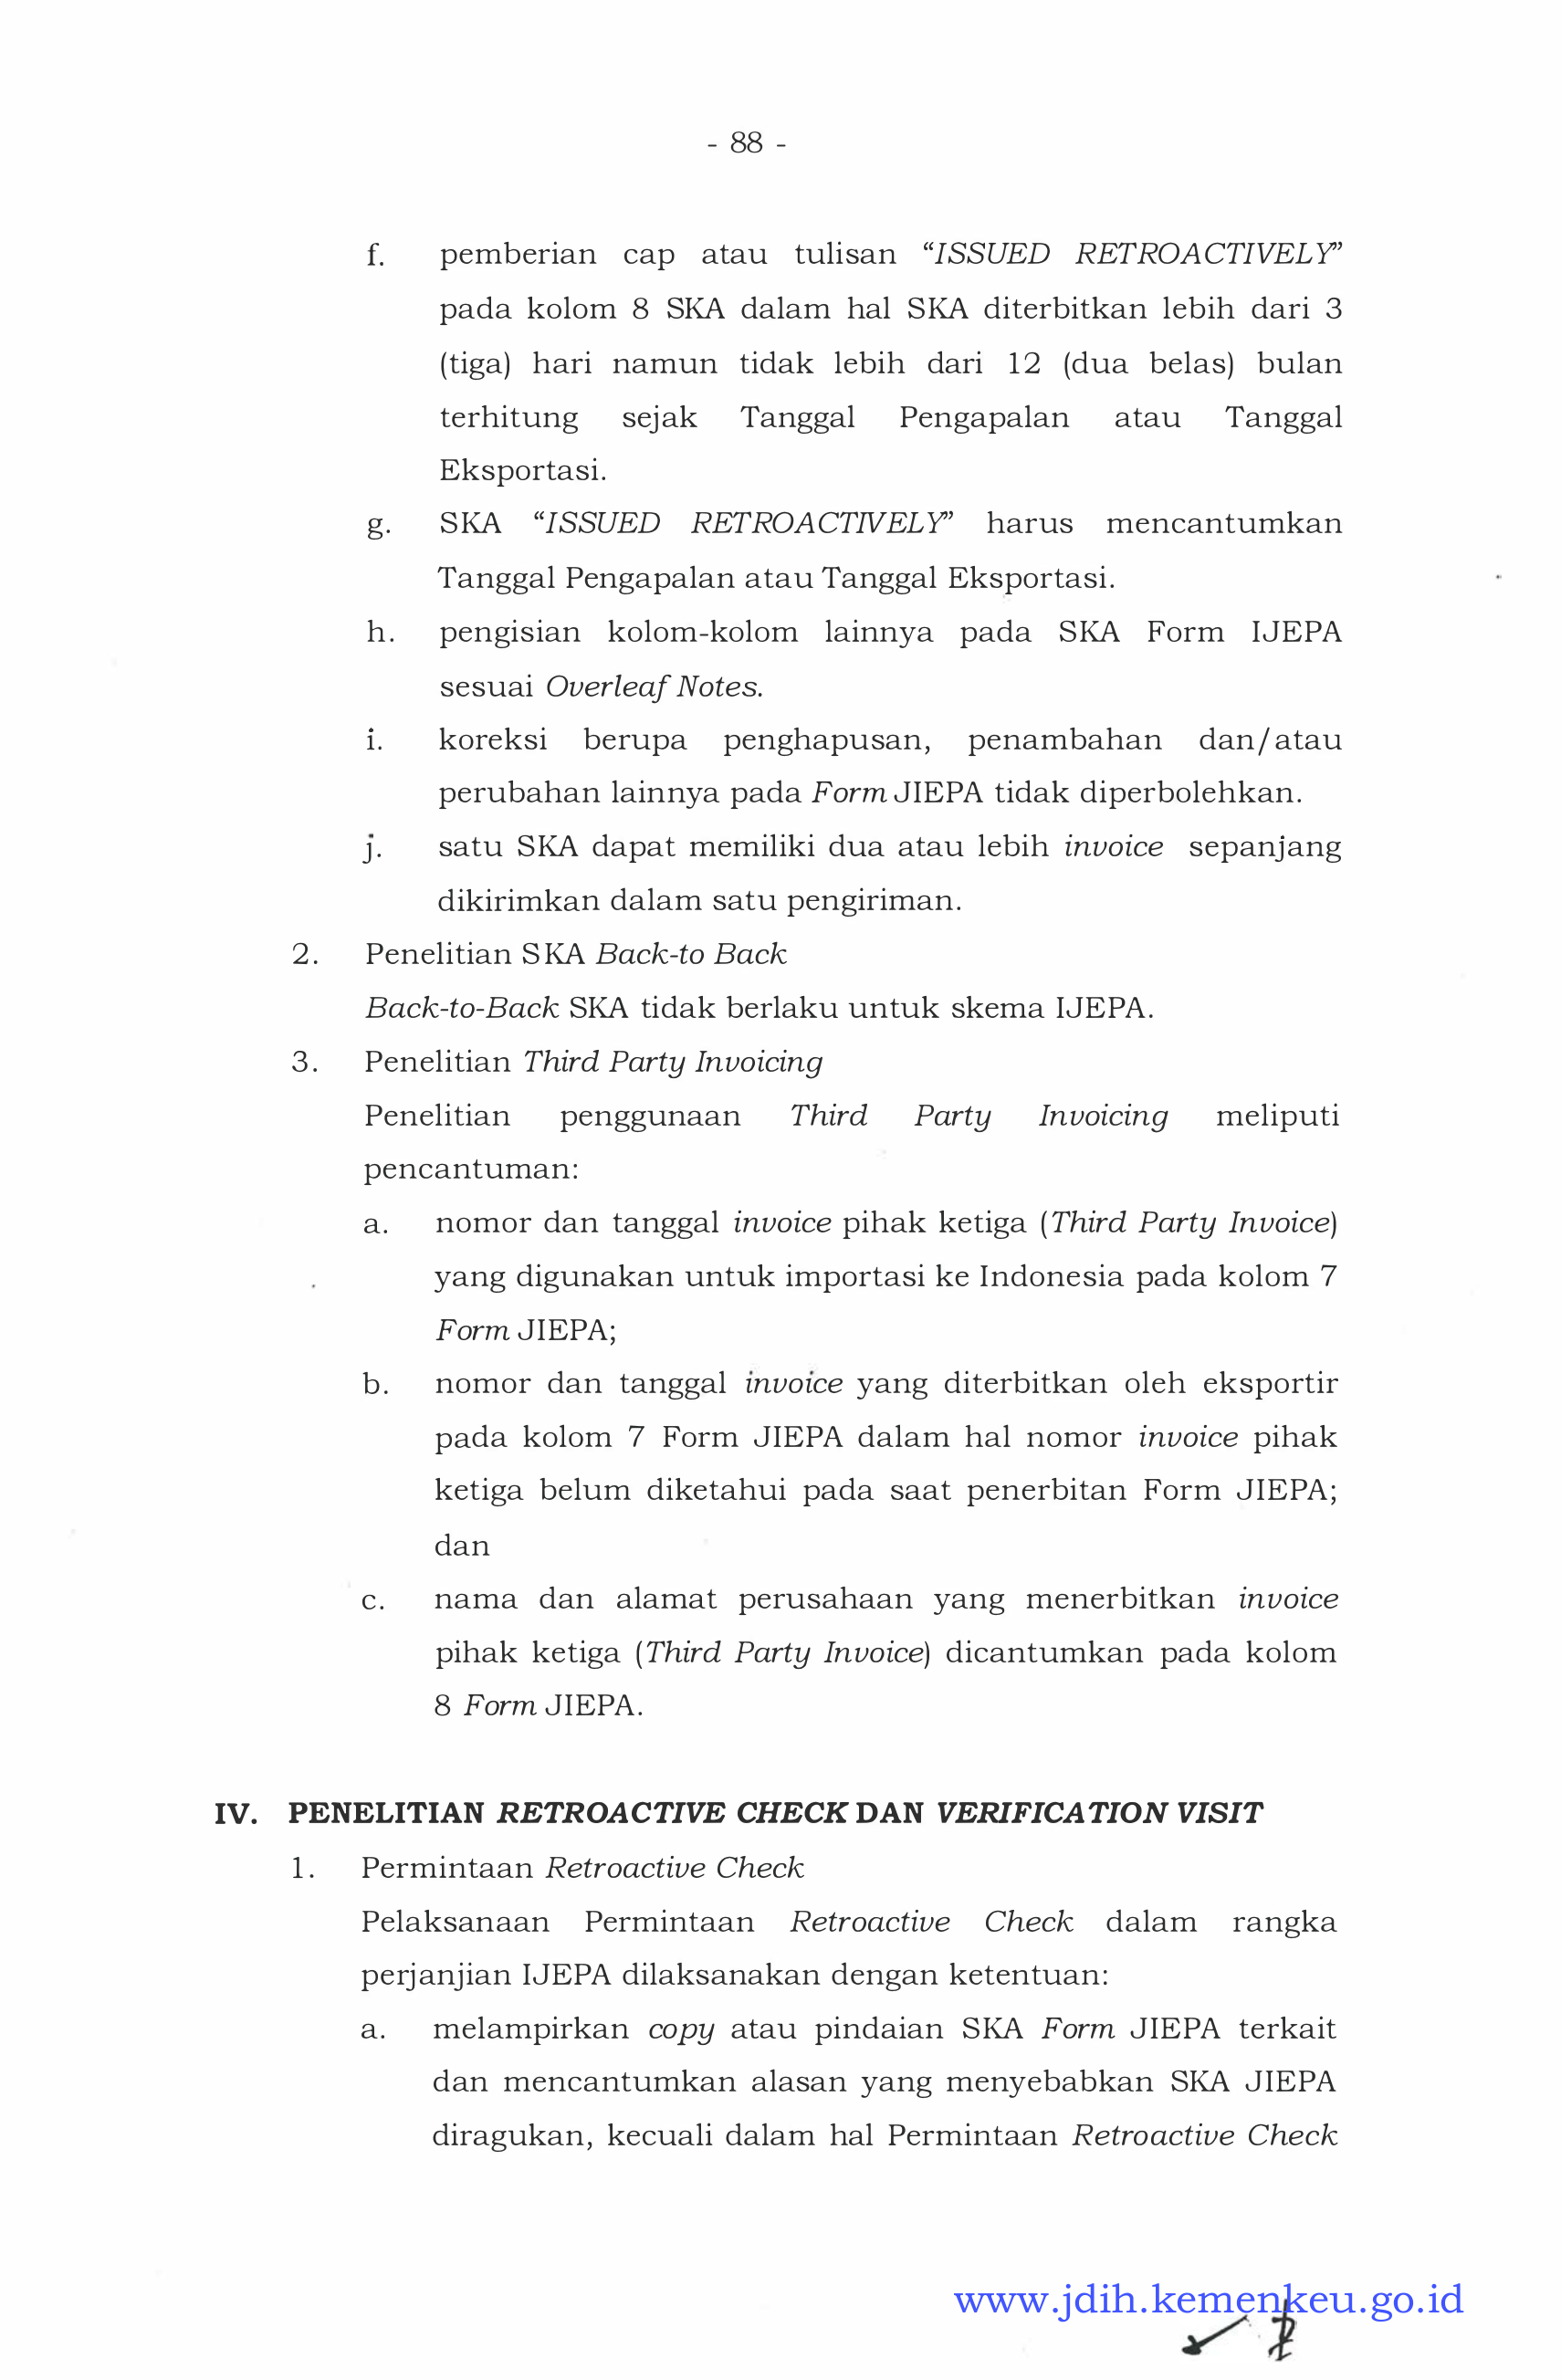 - 88 -
f. pemberian cap atau tulisan “ISSUED RETROACTIVELY”
pada kolom 8 SKA dalam hal SKA diterbitkan lebih dari 3
(tiga) hari namun tidak lebih dari 12 (dua belas) bulan
terhitung sejak Tanggal Pengapalan atau Tanggal
Eksportasi.
g. SKA “ISSUED RETROACTIVELY” harus mencantumkan
Tanggal Pengapalan atau Tanggal Eksportasi.
h. pengisian kolom-kolom lainnya pada SKA Form IJEPA
sesuai Overleaf Notes.
i. koreksi berupa penghapusan, penambahan dan/atau
perubahan lainnya pada Form JIEPA tidak diperbolehkan.
j. satu SKA dapat memiliki dua atau lebih invoice sepanjang
dikirimkan dalam satu pengiriman.
2. Penelitian SKA Back-to Back
Back-to-Back SKA tidak berlaku untuk skema IJEPA.
3. Penelitian Third Party Invoicing
Penelitian penggunaan Third Party Invoicing meliputi
pencantuman:
a. nomor dan tanggal invoice pihak ketiga (Third Party Invoice)
yang digunakan untuk importasi ke Indonesia pada kolom 7
Form JIEPA;
b. nomor dan tanggal invoice yang diterbitkan oleh eksportir
pada kolom 7 Form JIEPA dalam hal nomor invoice pihak
ketiga belum diketahui pada saat penerbitan Form JIEPA;
dan
c. nama dan alamat perusahaan yang menerbitkan invoice
pihak ketiga (Third Party Invoice) dicantumkan pada kolom
8 Form JIEPA.
IV. PENELITIAN RETROACTIVE CHECK DAN VERIFICATION VISIT
1. Permintaan Retroactive Check
Pelaksanaan Permintaan Retroactive Check dalam rangka
perjanjian IJEPA dilaksanakan dengan ketentuan:
a. melampirkan copy atau pindaian SKA Form JIEPA terkait
dan mencantumkan alasan yang menyebabkan SKA JIEPA
diragukan, kecuali dalam hal Permintaan Retroactive Check
www.jdih.kemenkeu.go.id